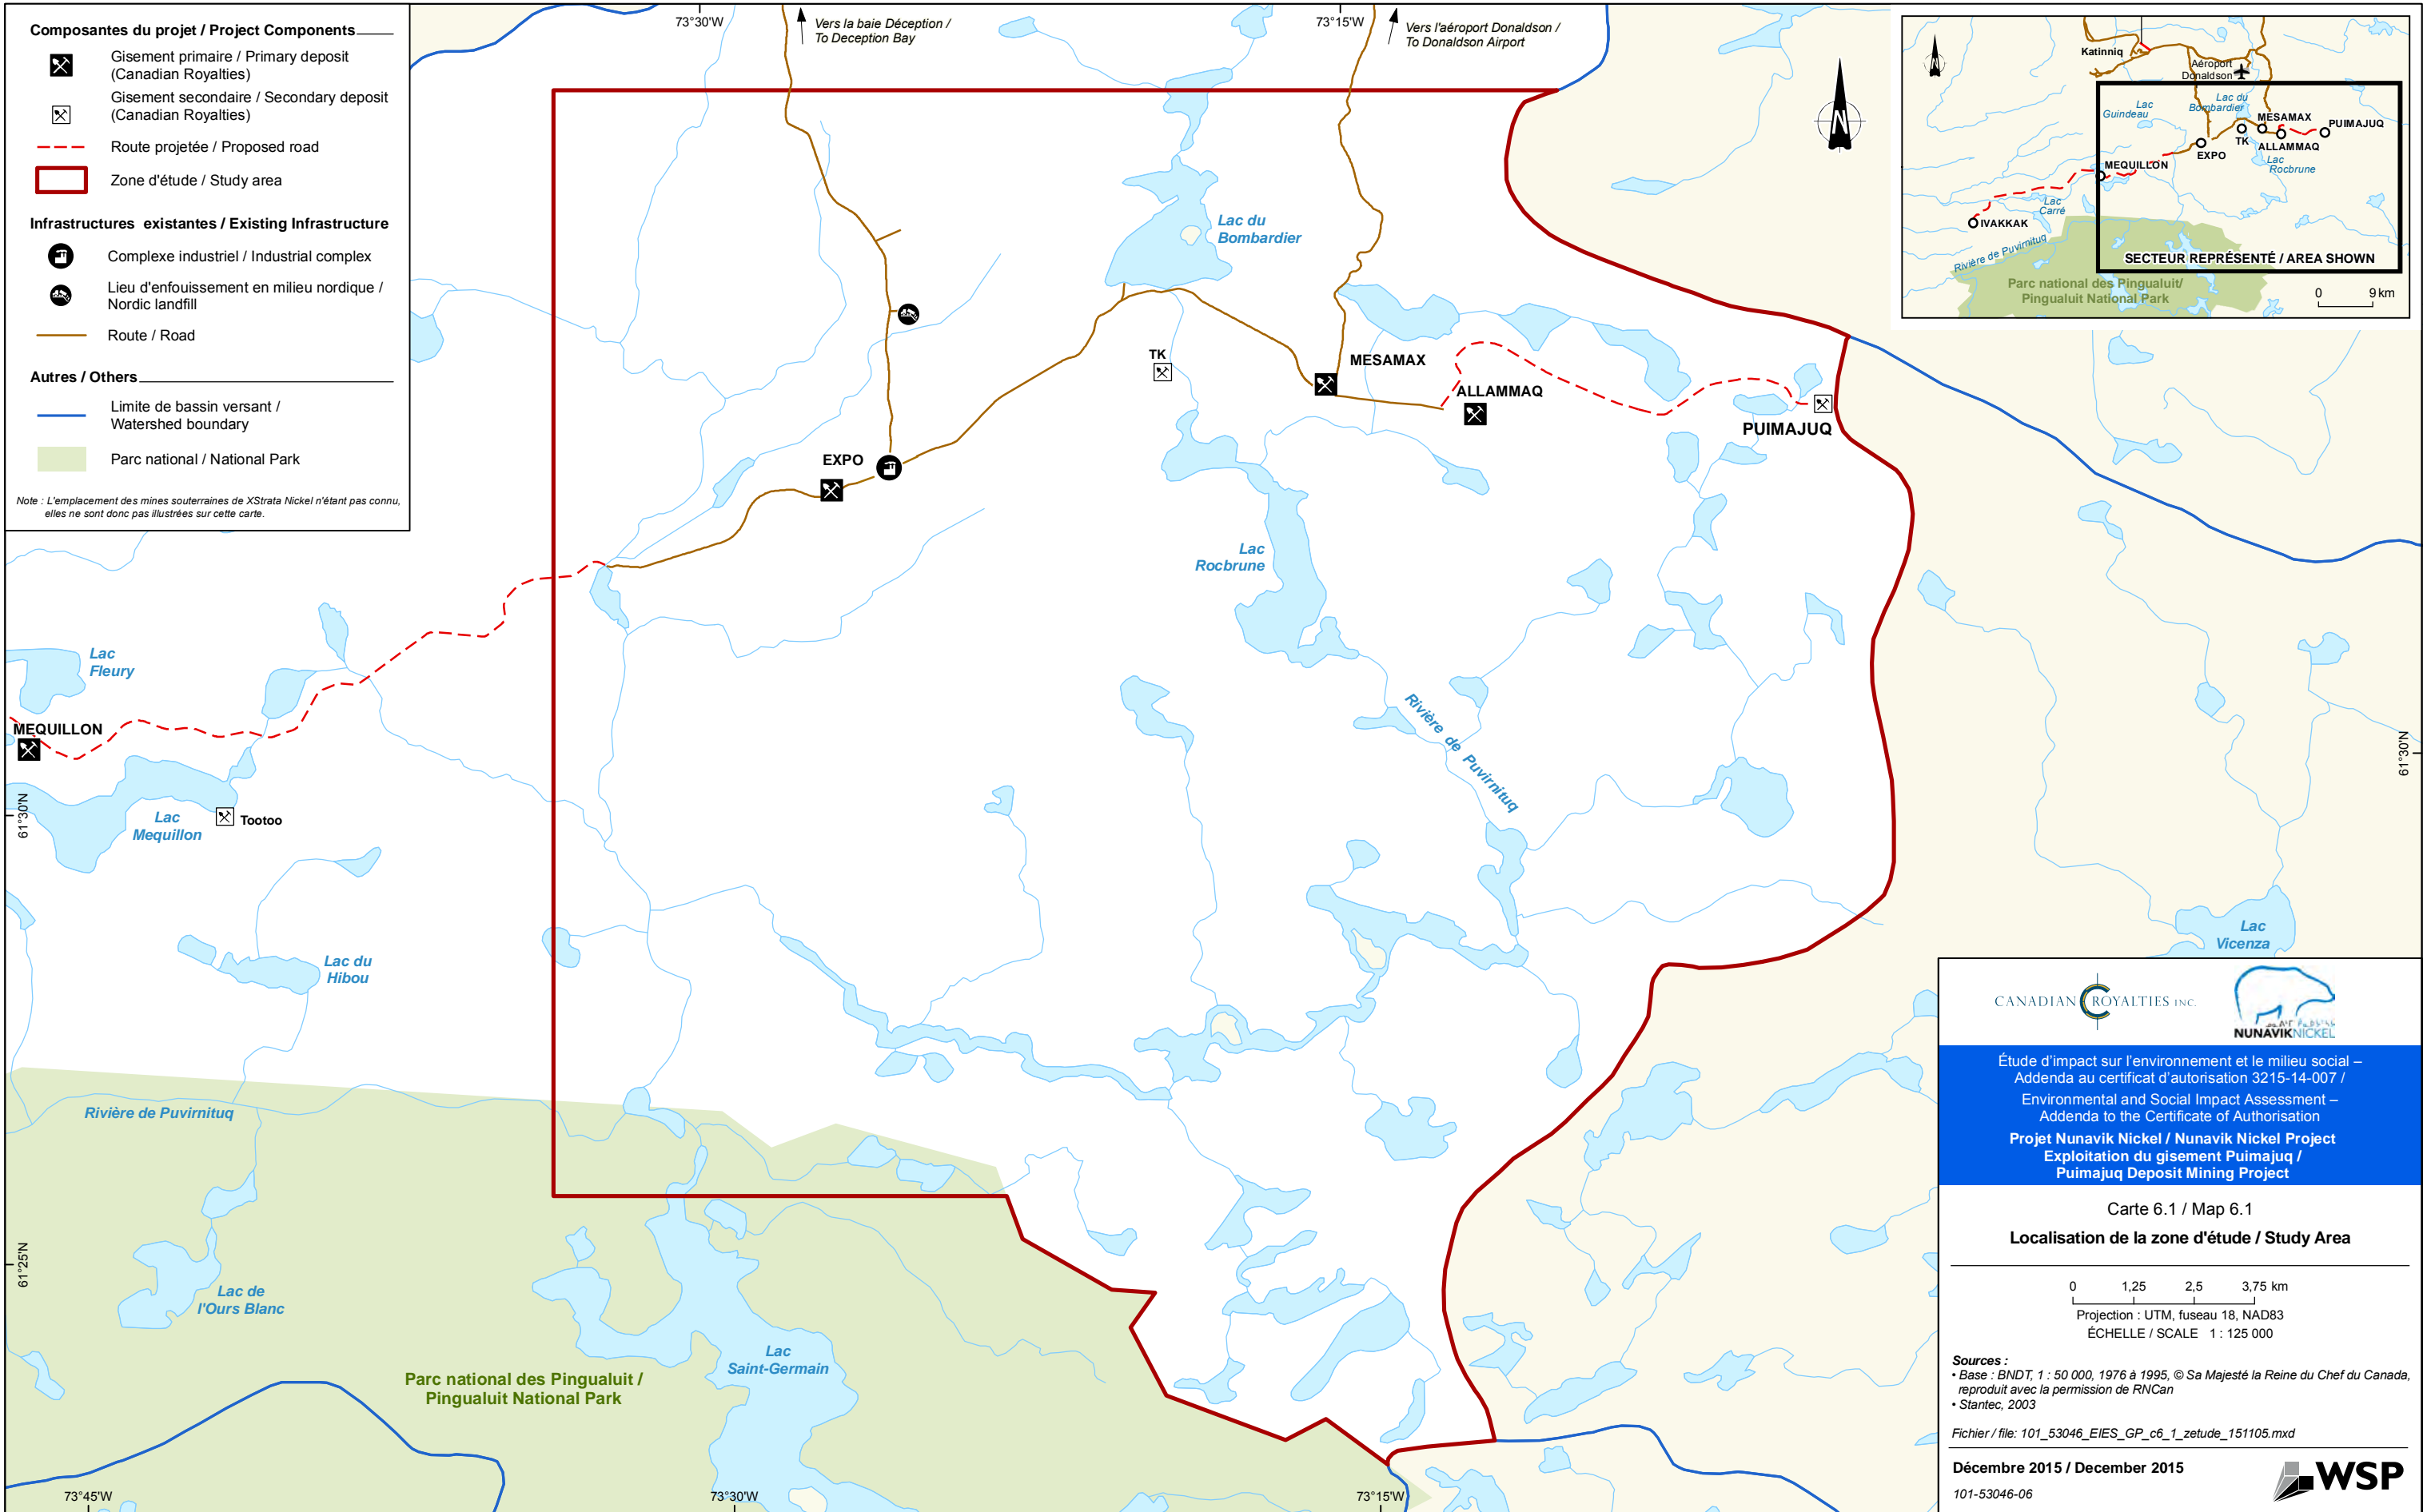 Composantes du projet / Project Components
Gisement primaire / Primary deposit
(Canadian Royalties)
Gisement secondaire / Secondary deposit
(Canadian Royalties)
Route projetée / Proposed road
Zone d'étude / Study area
Infrastructures existantes / Existing Infrastructure
Complexe industriel / Industrial complex
Lieu d'enfouissement en milieu nordique /
Nordic landfill
Route / Road
Autres / Others
Limite de bassin versant /
Watershed boundary
Parc national / National Park
Note : L'emplacement des mines souterraines de XStrata Nickel n'étant pas connu,
elles ne sont donc pas illustrées sur cette carte.
73°30'W
Vers la baie Déception /
To Deception Bay
73°15'W
Vers l'aéroport Donaldson /
To Donaldson Airport
N
N
Katinniq
Aéroport
Donaldson
Lac
Guindeau
Lac du
Bombardier
MESAMAX
PUIMAJUQ
TK
ALLAMMAQ
EXPO
Lac
Rocbrune
MEQUILLON
Lac
Carré
IVAKKAK
Rivière de Puvirnituq
SECTEUR REPRÉSENTÉ / AREA SHOWN
Parc national des Pingualuit/
Pingualuit National Park
0 9 km
Lac du
Bombardier
TK
MESAMAX
ALLAMMAQ
PUIMAJUQ
EXPO
Lac
Rocbrune
Lac
Fleury
MEQUILLON
Rivière de Puvirnituq
61°30'N
61°30'N
Lac
Mequillon
Tootoo
Lac du
Hibou
Lac
Vicenza
Rivière de Puvirnituq
61°25'N
Lac de
l'Ours Blanc
Lac
Saint-Germain
Parc national des Pingualuit /
Pingualuit National Park
73°45'W
73°30'W
73°15'W
CANADIAN ROYALTIES INC.
NUNAVIK NICKEL
Étude d'impact sur l'environnement et le milieu social –
Addenda au certificat d'autorisation 3215-14-007 /
Environmental and Social Impact Assessment –
Addenda to the Certificate of Authorisation
Projet Nunavik Nickel / Nunavik Nickel Project
Exploitation du gisement Puimajuq /
Puimajuq Deposit Mining Project
Carte 6.1 / Map 6.1
Localisation de la zone d'étude / Study Area
0 1,25 2,5 3,75 km
Projection : UTM, fuseau 18, NAD83
ÉCHELLE / SCALE 1 : 125 000
Sources :
• Base : BNDT, 1 : 50 000, 1976 à 1995, © Sa Majesté la Reine du Chef du Canada,
reproduit avec la permission de RNCan
• Stantec, 2003
Fichier / file: 101_53046_EIES_GP_c6_1_zetude_151105.mxd
Décembre 2015 / December 2015
101-53046-06
WSP